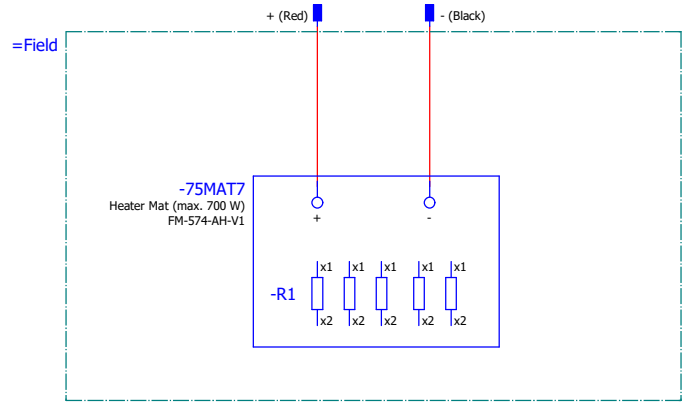 + (Red) - (Black)
=Field
-75MAT7
Heater Mat (max. 700 W)
FM-574-AH-V1
+ -
x1 x1 x1 x1 x1
-R1
x2 x2 x2 x2 x2